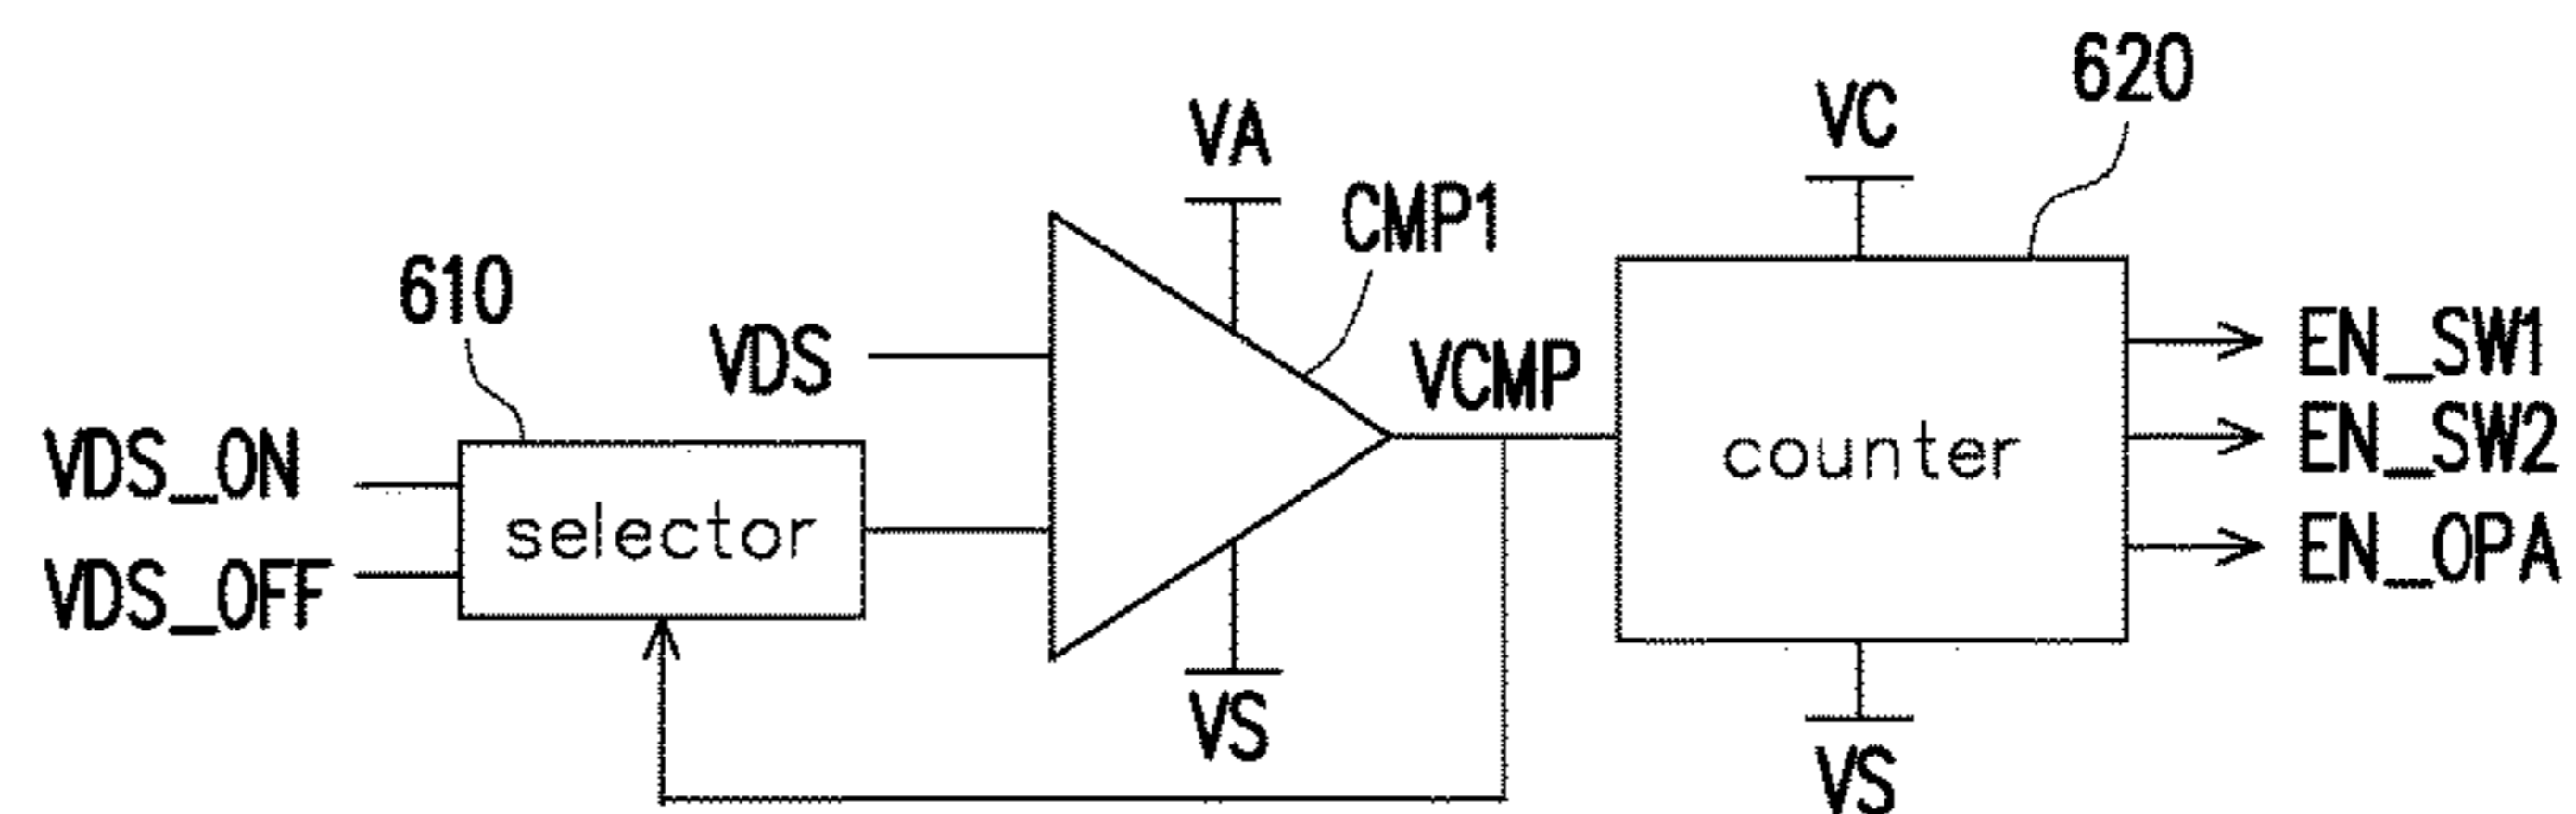 620
VC
VA
CMP1
610
VDS
VCMP
EN_SW1
VDS_ON
counter
EN_SW2
selector
EN_OPA
VDS_OFF
VS
VS